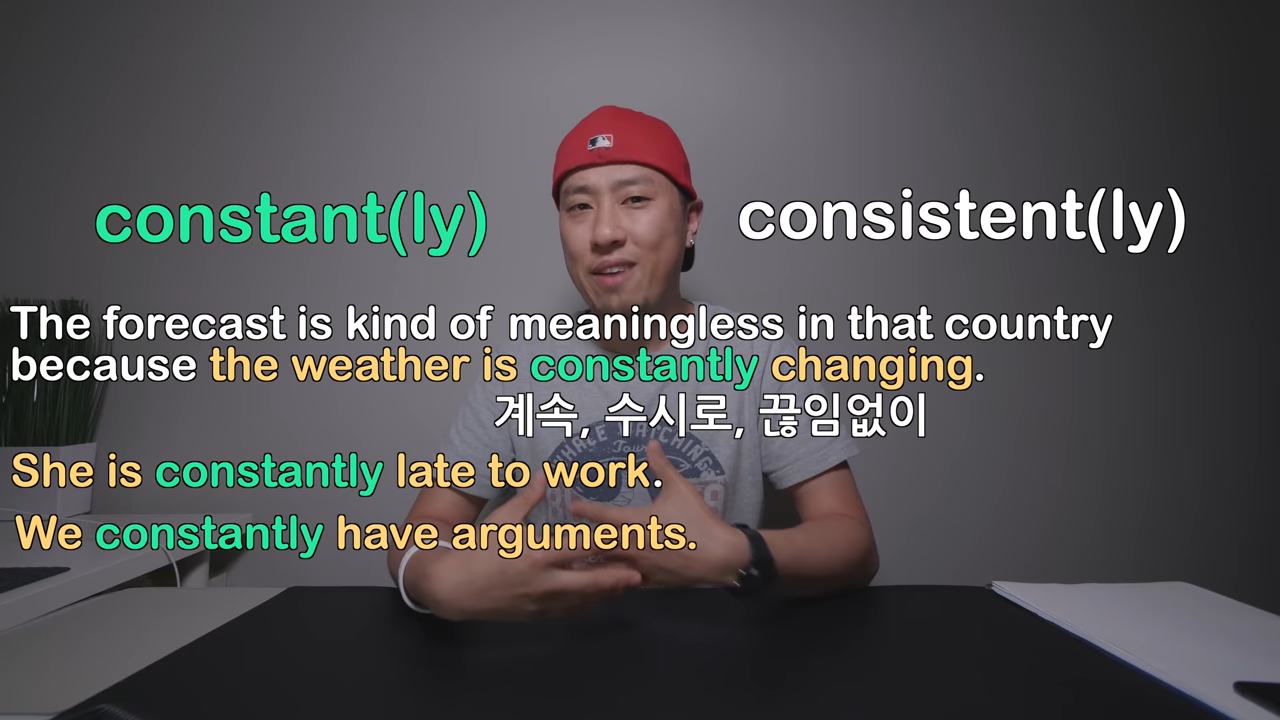 constant(ly)
consistent(ly)
The forecast is kind of meaningless in that country
because the weather is constantly changing.
계속, 수시로, 끊임없이
She is constantly late to work.
We constantly have arguments.
WHALE WATCHING